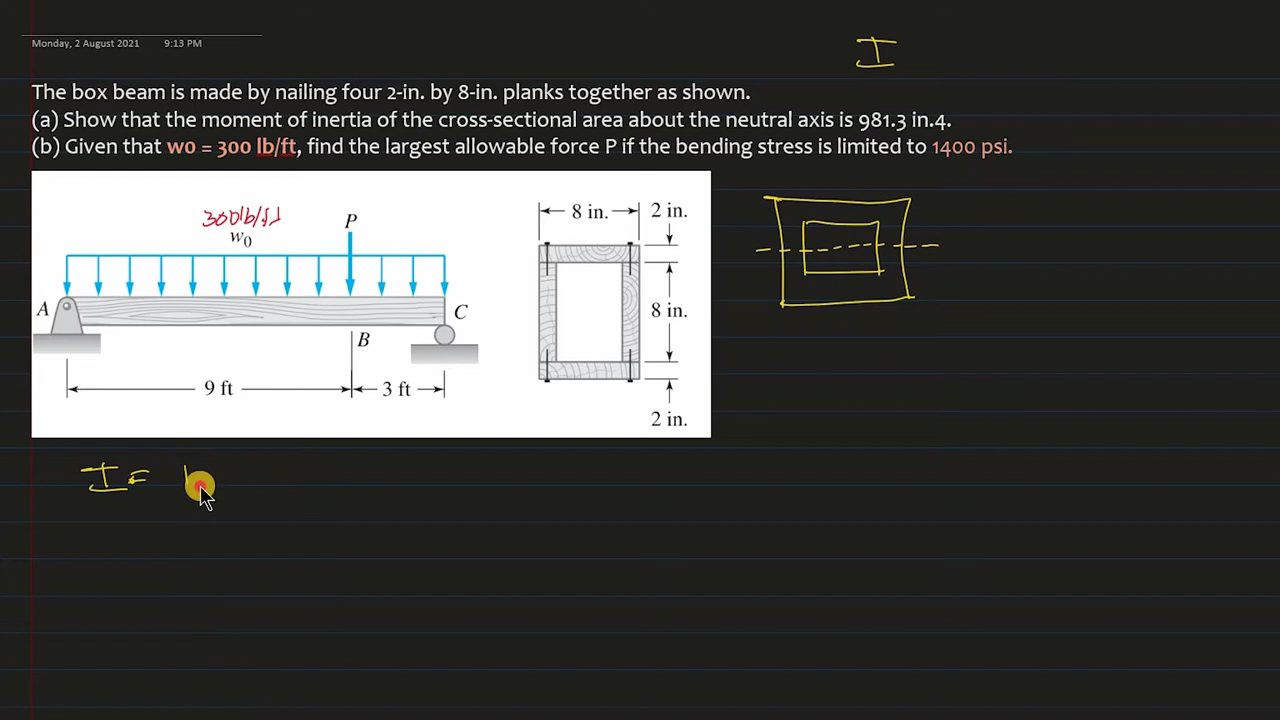 Monday, 2 August 2021 9:13 PM
I
The box beam is made by nailing four 2-in. by 8-in. planks together as shown.
(a) Show that the moment of inertia of the cross-sectional area about the neutral axis is 981.3 in.4.
(b) Given that w0 = 300 lb/ft, find the largest allowable force P if the bending stress is limited to 1400 psi.
300lb/ft
P
8 in.
2 in.
w0
A
C
8 in.
B
9 ft
3 ft
2 in.
I =